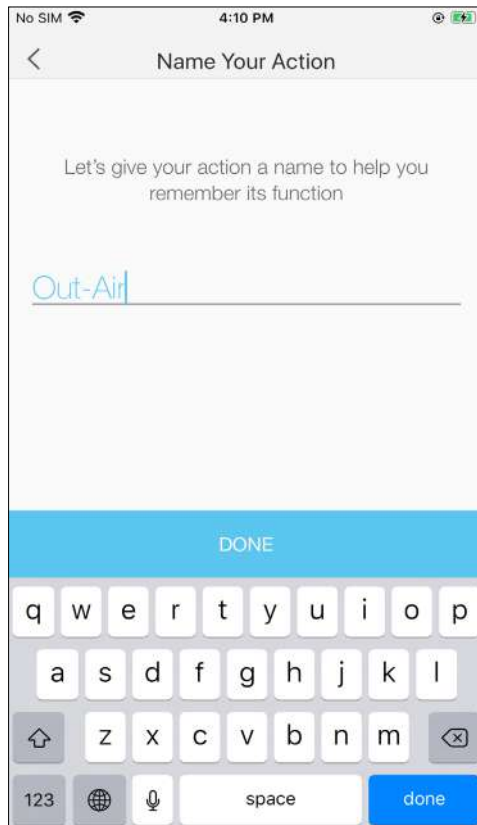 No SIM 4:10 PM
Name Your Action
Let's give your action a name to help you
remember its function
Out-Air
DONE
q w e r t y u i o p
a s d f g h j k l
z x c v b n m
123 space done